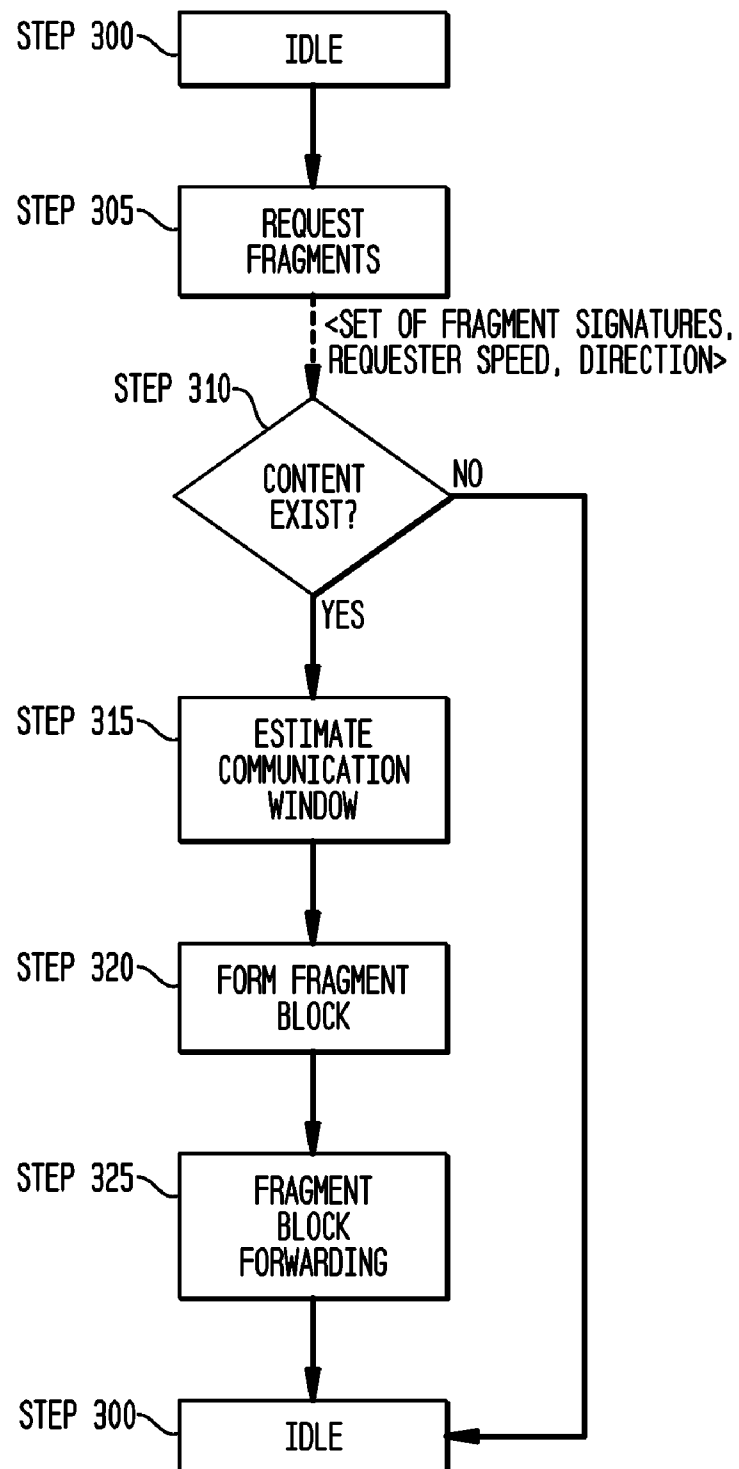 STEP 300
IDLE
STEP 305
REQUEST
FRAGMENTS
<SET OF FRAGMENT SIGNATURES,
REQUESTER SPEED, DIRECTION>
STEP 310
CONTENT
EXIST?
NO
YES
STEP 315
ESTIMATE
COMMUNICATION
WINDOW
STEP 320
FORM FRAGMENT
BLOCK
STEP 325
FRAGMENT
BLOCK
FORWARDING
STEP 300
IDLE